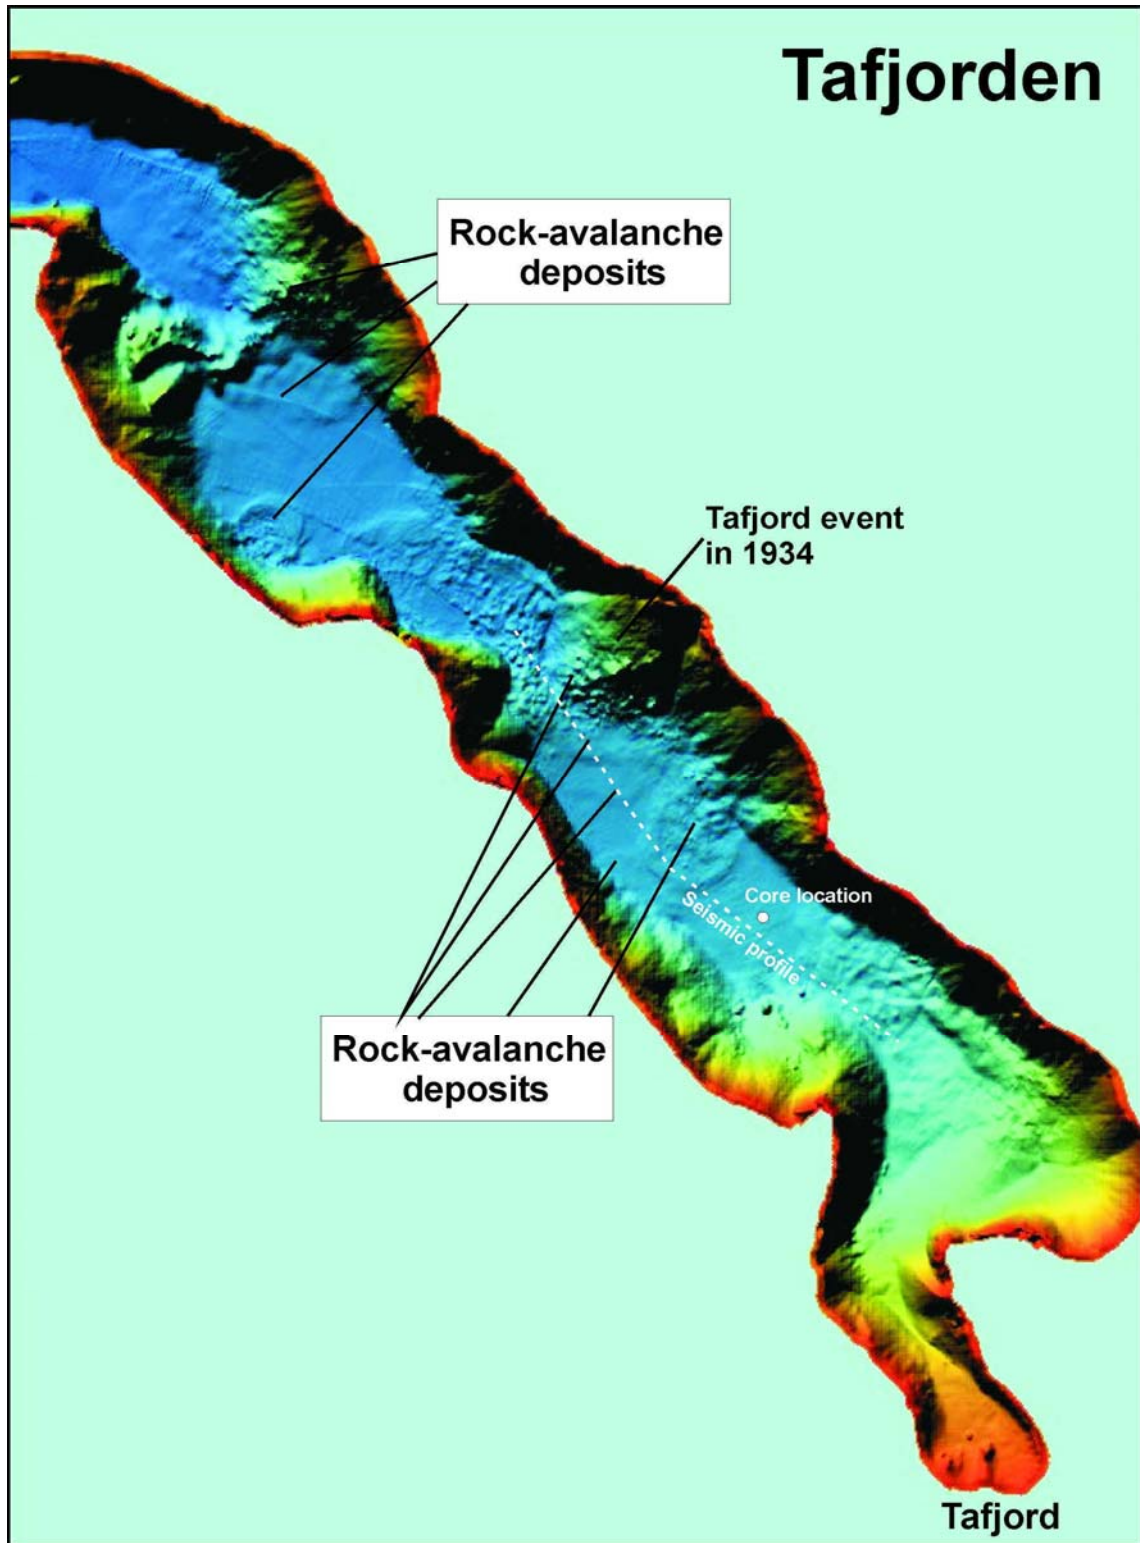 Tafjorden
Rock-avalanche
deposits
Tafjord event
in 1934
Core location
Seismic profile
Rock-avalanche
deposits
Tafjord